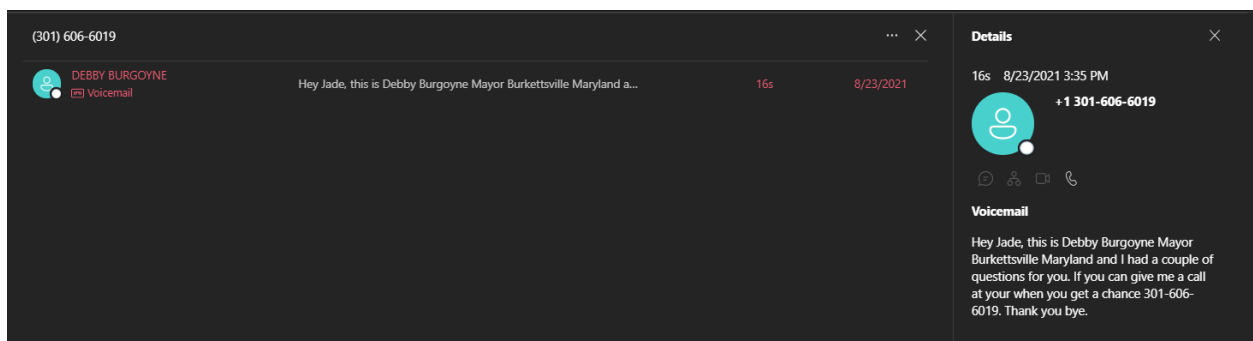 (301) 606-6019
...
DEBBY BURGOYNE
Voicemail
Hey Jade, this is Debby Burgoyne Mayor Burkettsville Maryland a...
16s
8/23/2021
Details
16s 8/23/2021 3:35 PM
+1 301-606-6019
Voicemail
Hey Jade, this is Debby Burgoyne Mayor
Burkettsville Maryland and I had a couple of
questions for you. If you can give me a call
at your when you get a chance 301-606-
6019. Thank you bye.